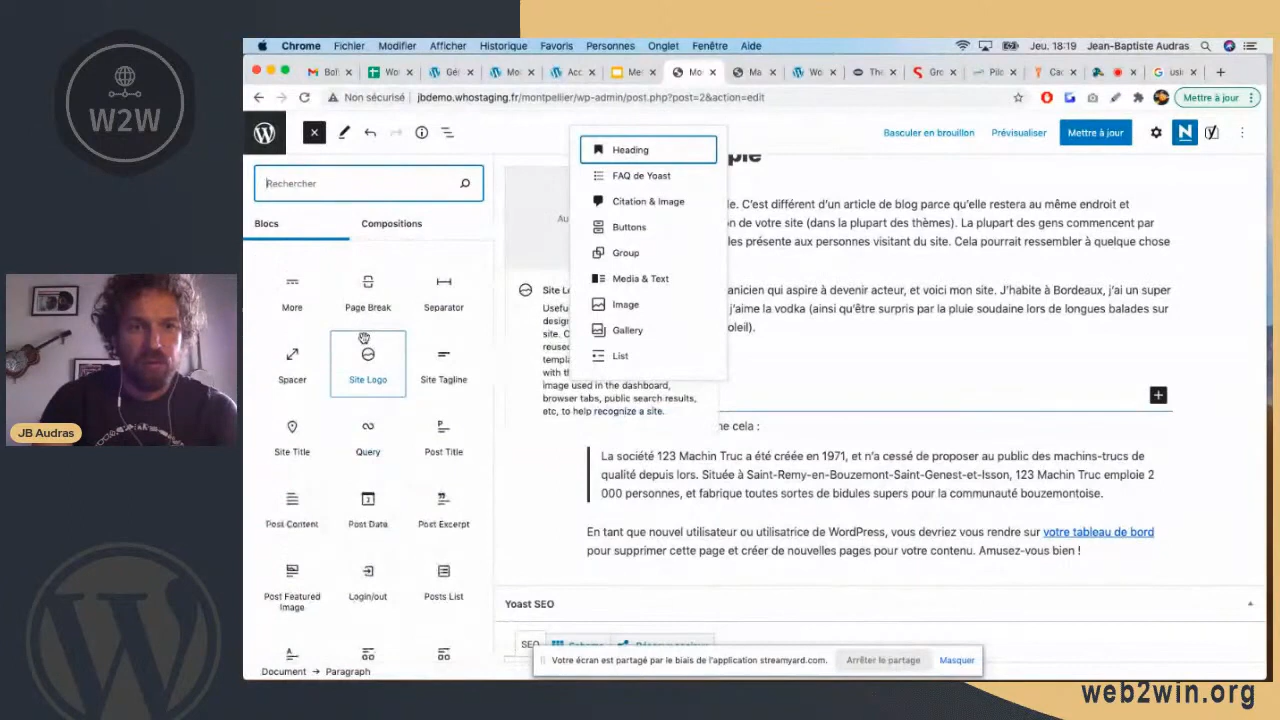 W2W
Chrome Fichier Modifier Afficher Historique Favoris Personnes Onglet Fenêtre Aide
Jeu. 18:19 Jean-Baptiste Audras
Non sécurisé jbdemo.whostaging.fr/montpellier/wp-admin/post.php?post=2&action=edit
Mettre à jour
Basculer en brouillon Prévisualiser Mettre à jour
Rechercher
Blocs Compositions
More Page Break Separator
Spacer Site Logo Site Tagline
Site Title Query Post Title
Post Content Post Date Post Excerpt
Post Featured Image Login/out Posts List
Document → Paragraph
Heading
FAQ de Yoast
Citation & Image
Buttons
Group
Media & Text
Image
Gallery
List
image used in the dashboard,
browser tabs, public search results,
etc, to help recognize a site.
le. C'est différent d'un article de blog parce qu'elle restera au même endroit et
on de votre site (dans la plupart des thèmes). La plupart des gens commencent par
les présente aux personnes visitant du site. Cela pourrait ressembler à quelque chose
anicien qui aspire à devenir acteur, et voici mon site. J'habite à Bordeaux, j'ai un super
j'aime la vodka (ainsi qu'être surpris par la pluie soudaine lors de longues balades sur
oleil).
me cela :
La société 123 Machin Truc a été créée en 1971, et n'a cessé de proposer au public des machins-trucs de
qualité depuis lors. Située à Saint-Remy-en-Bouzemont-Saint-Genest-et-Isson, 123 Machin Truc emploie 2
000 personnes, et fabrique toutes sortes de bidules supers pour la communauté bouzemontoise.
En tant que nouvel utilisateur ou utilisatrice de WordPress, vous devriez vous rendre sur votre tableau de bord
pour supprimer cette page et créer de nouvelles pages pour votre contenu. Amusez-vous bien !
Yoast SEO
SEO
Votre écran est partagé par le biais de l'application streamyard.com. Arrêter le partage Masquer
JB Audras
web2win.org